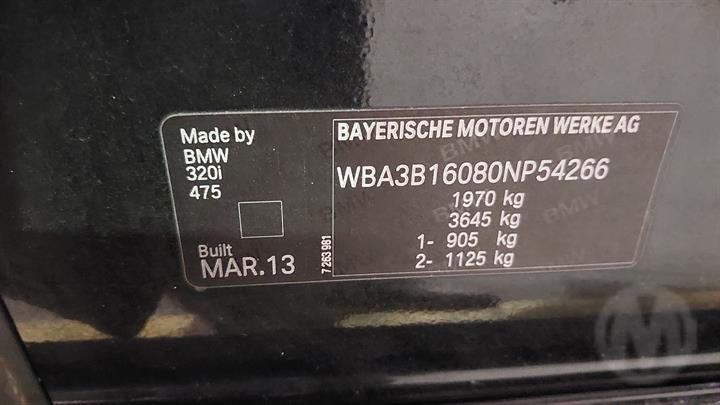 Made by
BMW
320i
475
Built
MAR.13
7 263 981
BAYERISCHE MOTOREN WERKE AG
WBA3B16080NP54266
1970 kg
3645 kg
1- 905 kg
2- 1125 kg
M